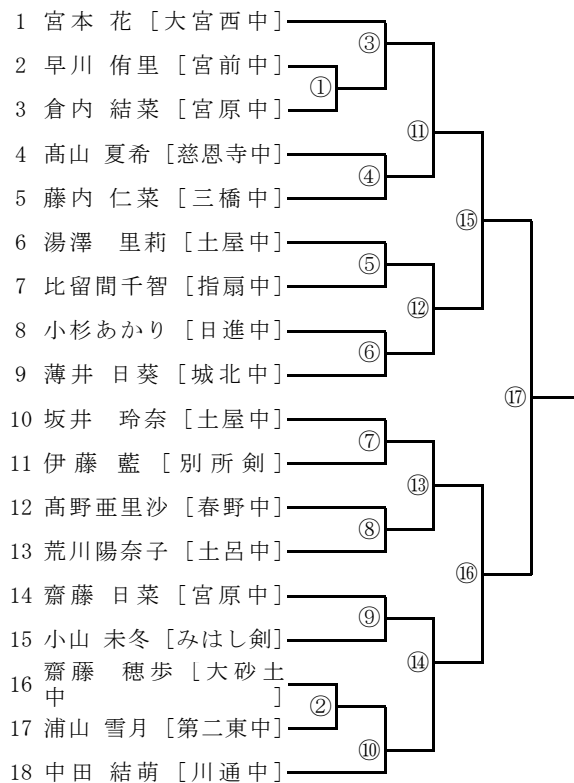 1 宮本 花 [大宮西中]
③
2 早川 侑里 [宮前中]
①
3 倉内 結菜 [宮原中]
⑪
4 髙山 夏希 [慈恩寺中]
④
5 藤内 仁菜 [三橋中]
⑮
6 湯澤 里莉 [土屋中]
⑤
7 比留間千智 [指扇中]
⑫
8 小杉あかり [日進中]
⑥
9 薄井 日葵 [城北中]
⑰
10 坂井 玲奈 [土屋中]
⑦
11 伊藤 藍 [別所剣]
⑬
12 髙野亜里沙 [春野中]
⑧
13 荒川陽奈子 [土呂中]
⑯
14 齋藤 日菜 [宮原中]
⑨
15 小山 未冬 [みはし剣]
⑭
16 齋藤 穂歩 [大砂土
中 ]
②
17 浦山 雪月 [第二東中]
⑩
18 中田 結萌 [川通中]